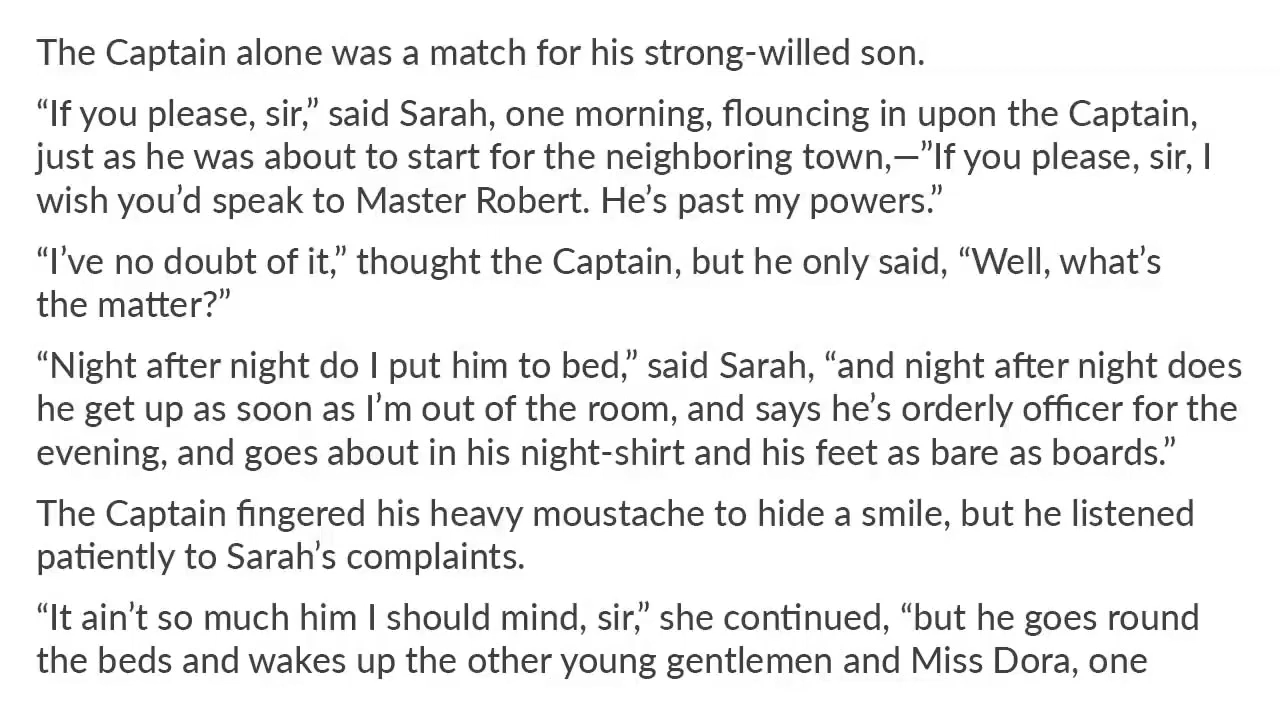 The Captain alone was a match for his strong-willed son.
“If you please, sir,” said Sarah, one morning, flouncing in upon the Captain,
just as he was about to start for the neighboring town,—”If you please, sir, I
wish you’d speak to Master Robert. He’s past my powers.”
“I’ve no doubt of it,” thought the Captain, but he only said, “Well, what’s
the matter?”
“Night after night do I put him to bed,” said Sarah, “and night after night does
he get up as soon as I’m out of the room, and says he’s orderly officer for the
evening, and goes about in his night-shirt and his feet as bare as boards.”
The Captain fingered his heavy moustache to hide a smile, but he listened
patiently to Sarah’s complaints.
“It ain’t so much him I should mind, sir,” she continued, “but he goes round
the beds and wakes up the other young gentlemen and Miss Dora, one